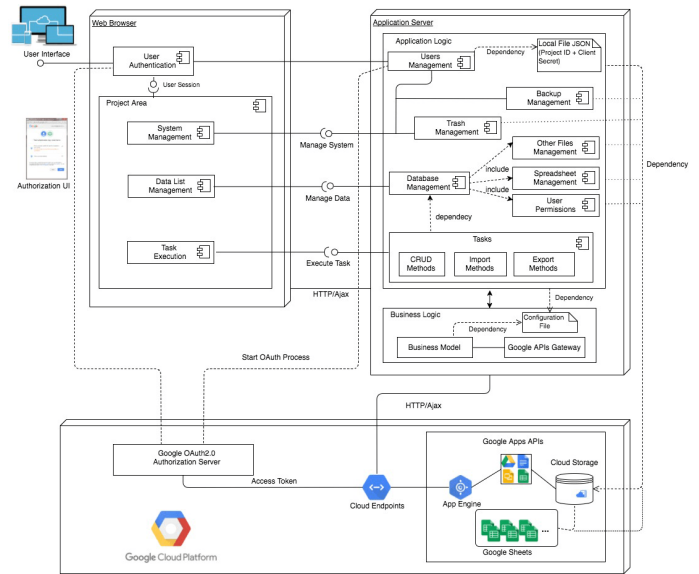 Web Browser
Application Server
User Interface
User
Authentication
User Session
Project Area
System
Management
Data List
Management
Task
Execution
Authorization UI
Application Logic
Users
Management
Dependency
Local File JSON
(Project ID + Client
Secret)
Backup
Management
Trash
Management
Manage System
Other Files
Management
Dependency
include
Database
Management
Spreadsheet
Management
include
Manage Data
User
Permissions
dependecy
Tasks
Execute Task
CRUD
Methods
Import
Methods
Export
Methods
HTTP/Ajax
Dependency
Business Logic
Configuration
File
Dependency
Business Model
Google APIs Gateway
Start OAuth Process
HTTP/Ajax
Google OAuth2.0
Authorization Server
Google Apps APIs
Cloud Storage
Access Token
Cloud Endpoints
App Engine
Google Cloud Platform
Google Sheets
...